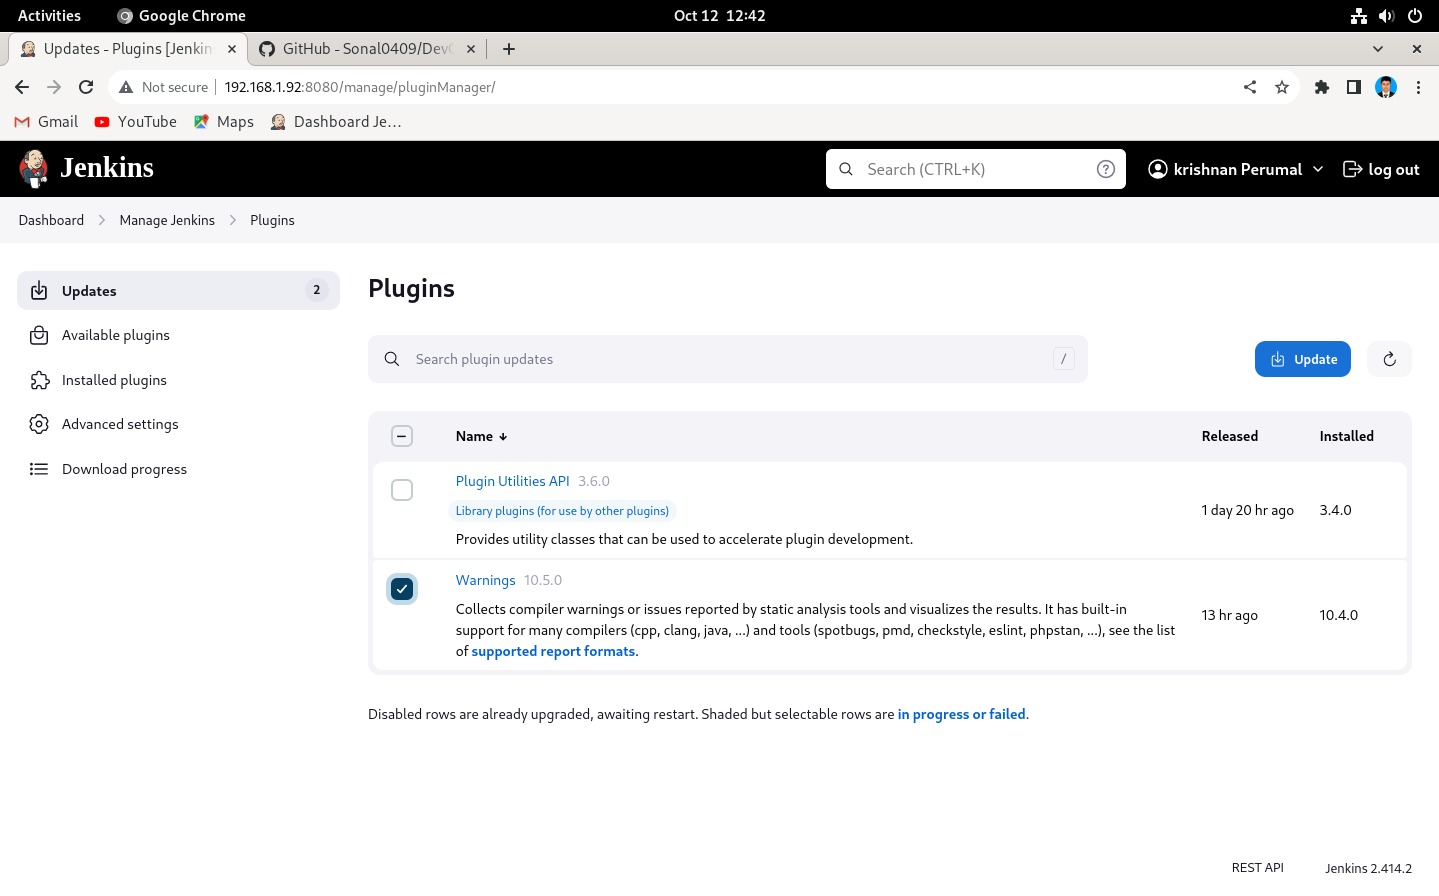 Activities Google Chrome Oct 12 12:42
Updates - Plugins [Jenkin GitHub - Sonal0409/Dev
Not secure 192.168.1.92:8080/manage/pluginManager/
Gmail YouTube Maps Dashboard Je...
Jenkins Search (CTRL+K) ? krishnan Perumal log out
Dashboard Manage Jenkins Plugins
Updates 2
Available plugins
Installed plugins
Advanced settings
Download progress
Plugins
Search plugin updates /
Update
Name ↓ Released Installed
Plugin Utilities API 3.6.0
Library plugins (for use by other plugins)
Provides utility classes that can be used to accelerate plugin development.
1 day 20 hr ago 3.4.0
Warnings 10.5.0
Collects compiler warnings or issues reported by static analysis tools and visualizes the results. It has built-in
support for many compilers (cpp, clang, java, ...) and tools (spotbugs, pmd, checkstyle, eslint, phpstan, ...), see the list
of supported report formats.
13 hr ago 10.4.0
Disabled rows are already upgraded, awaiting restart. Shaded but selectable rows are in progress or failed.
REST API Jenkins 2.414.2